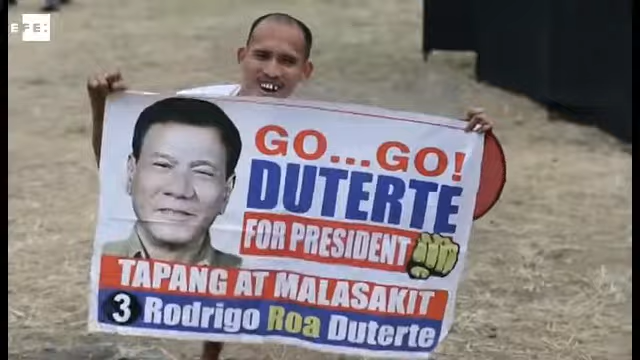 EFE:
GO...GO!
DUTERTE
FOR PRESIDENT
TAPANG AT MALASAKIT
3 Rodrigo Roa Duterte